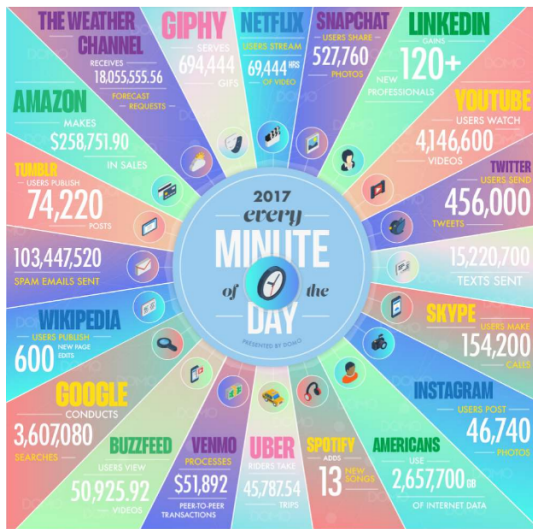 2017
every
MINUTE
of the
DAY
PRESENTED BY DOMO
THE WEATHER
CHANNEL
RECEIVES
18,055,555.56
FORECAST
REQUESTS
GIPHY
SERVES
694,444
GIFS
NETFLIX
USERS STREAM
69,444 HRS
OF VIDEO
SNAPCHAT
USERS SHARE
527,760
PHOTOS
LINKEDIN
GAINS
120+
NEW
PROFESSIONALS
YOUTUBE
USERS WATCH
4,146,600
VIDEOS
TWITTER
USERS SEND
456,000
TWEETS
15,220,700
TEXTS SENT
SKYPE
USERS MAKE
154,200
CALLS
INSTAGRAM
USERS POST
46,740
PHOTOS
AMERICANS
USE
2,657,700 GB
OF INTERNET DATA
SPOTIFY
ADDS
13 NEW
SONGS
UBER
RIDERS TAKE
45,787.54
TRIPS
VENMO
PROCESSES
$51,892
PEER-TO-PEER
TRANSACTIONS
BUZZFEED
USERS VIEW
50,925.92
VIDEOS
GOOGLE
CONDUCTS
3,607,080
SEARCHES
WIKIPEDIA
USERS PUBLISH
600 NEW PAGE
EDITS
103,447,520
SPAM EMAILS SENT
TUMBLR
USERS PUBLISH
74,220
POSTS
AMAZON
MAKES
$258,751.90
IN SALES